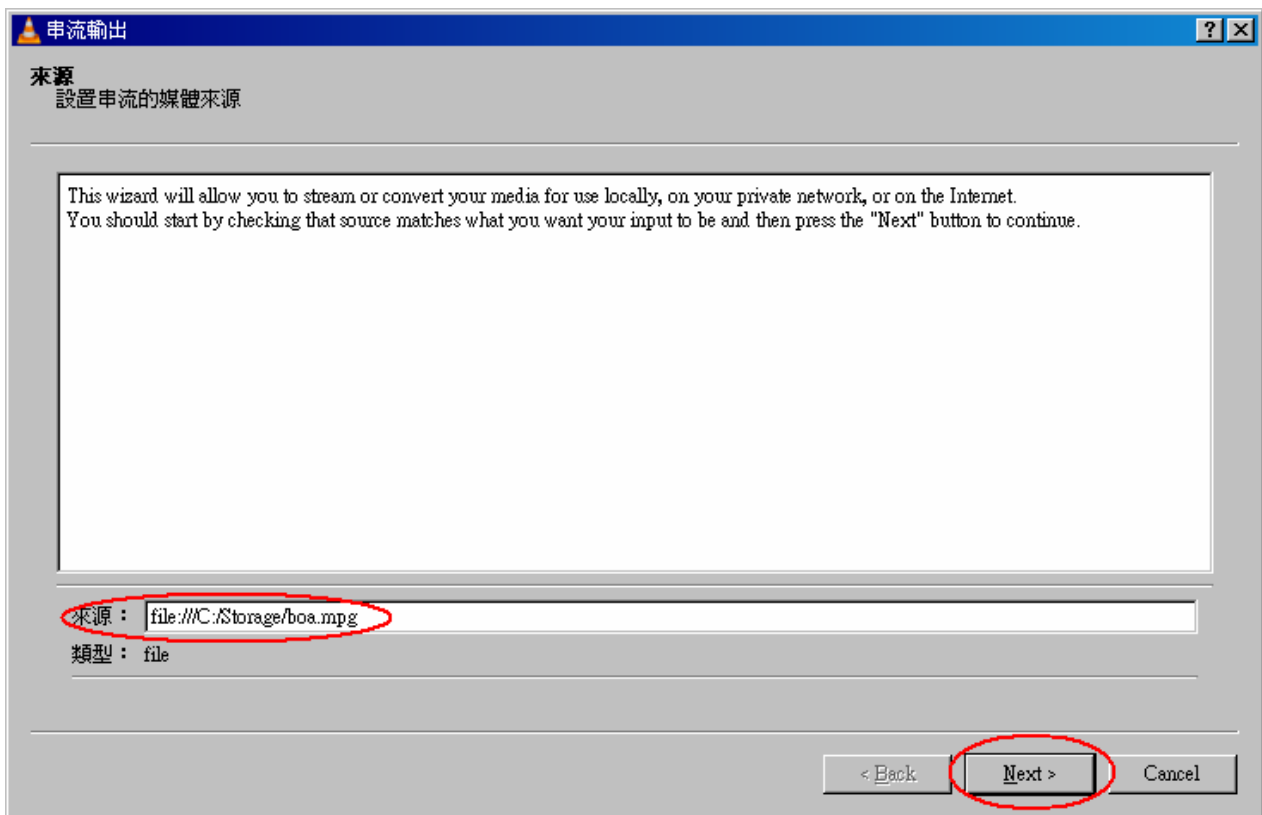 串流輸出
來源
設置串流的媒體來源
This wizard will allow you to stream or convert your media for use locally, on your private network, or on the Internet.
You should start by checking that source matches what you want your input to be and then press the "Next" button to continue.
來源： file:///C:/Storage/boa.mpg
類型： file
< Back Next > Cancel